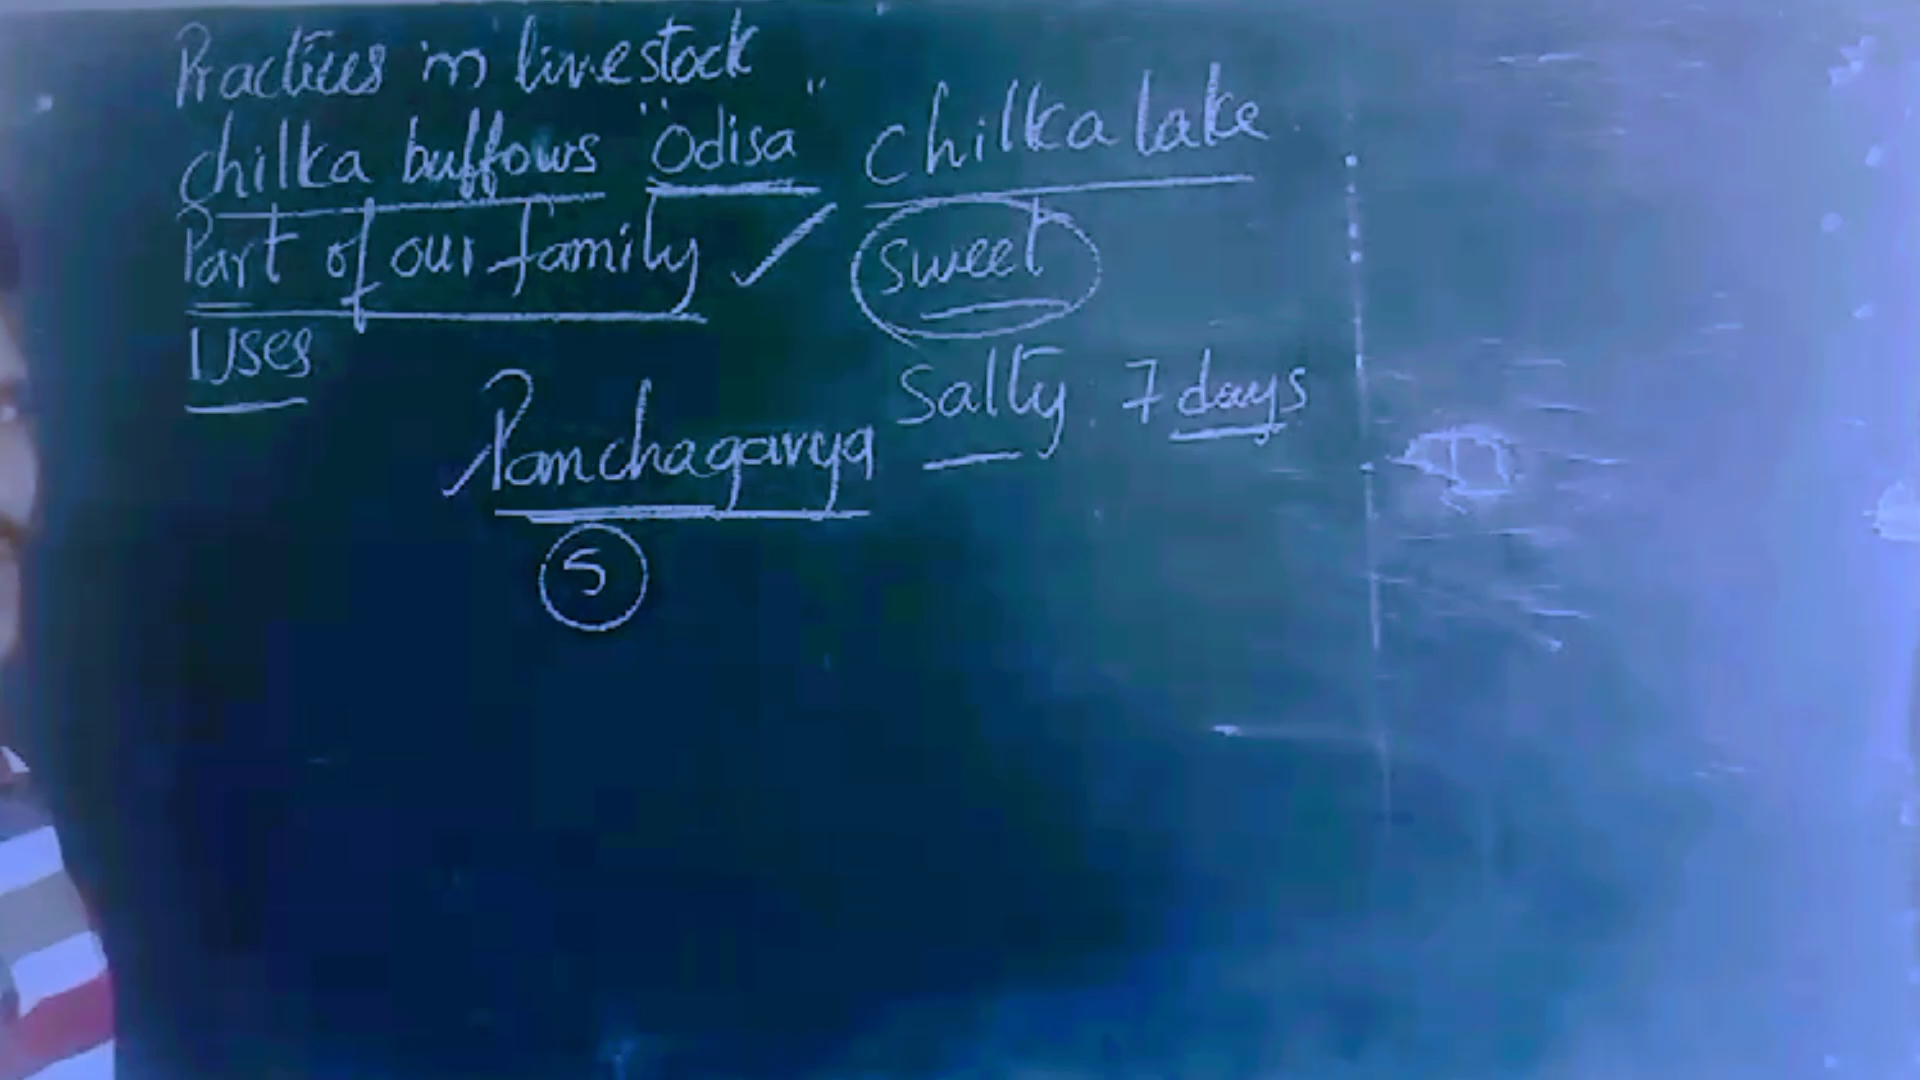 Practices in livestock
chilka buffows "Odisa"
Part of our family ✓
Uses
Chilka lake
sweet
Salty 7 days
Panchagavya
5